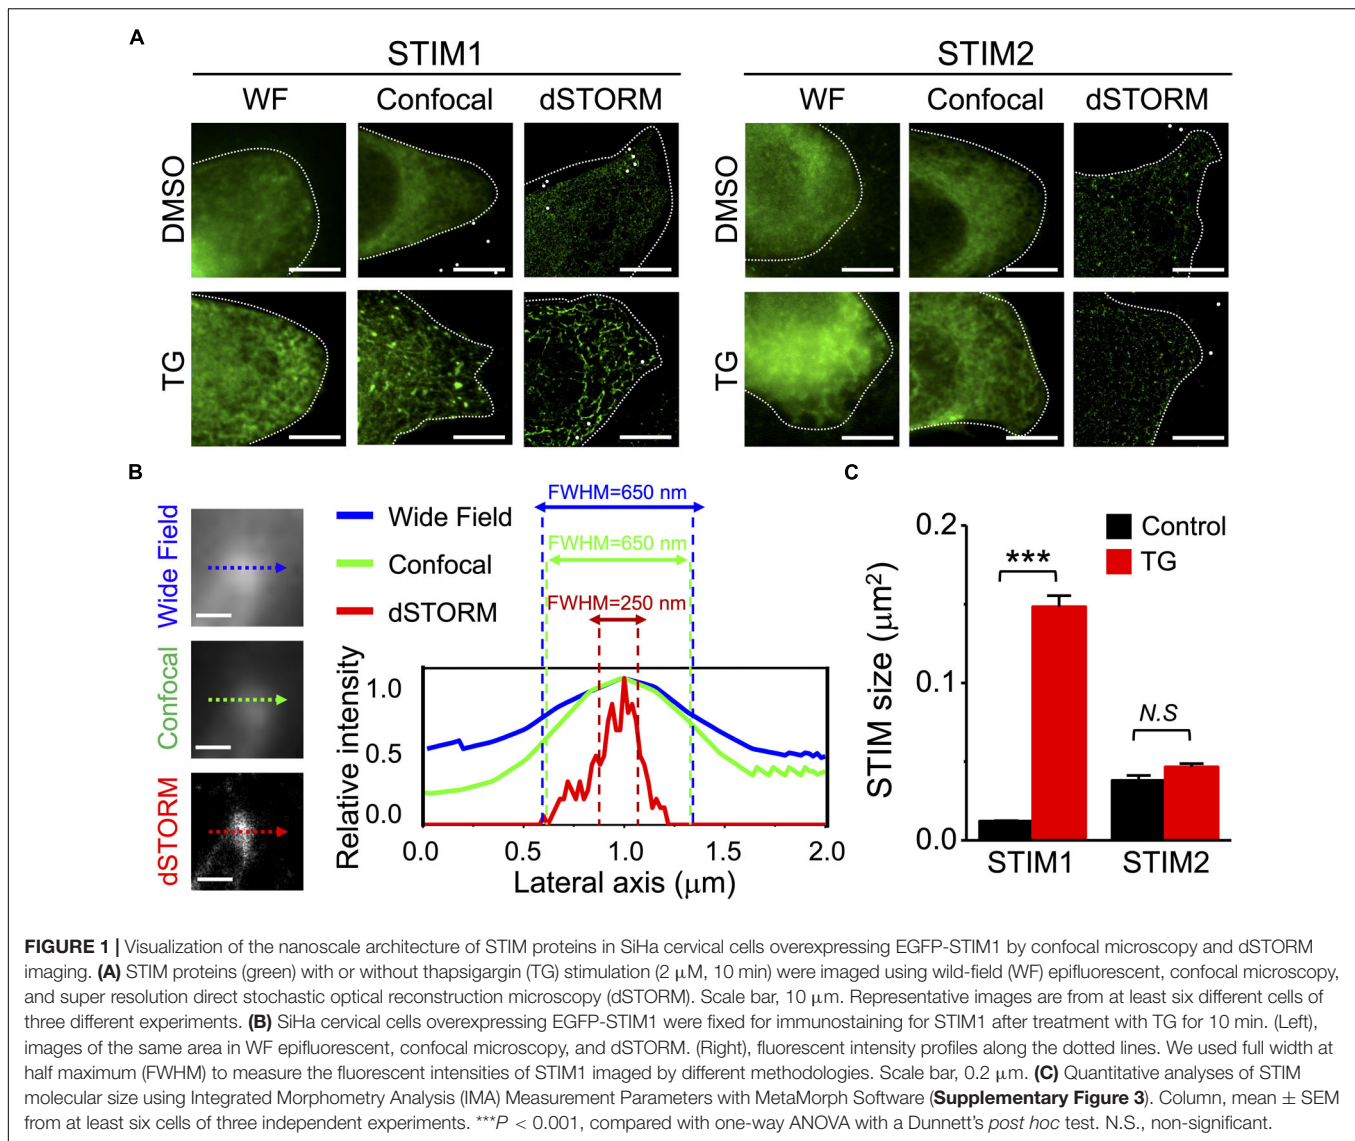 A
STIM1
STIM2
WF
Confocal
dSTORM
WF
Confocal
dSTORM
DMSO
DMSO
TG
TG
B
Wide Field
Confocal
dSTORM
FWHM=650 nm
FWHM=650 nm
FWHM=250 nm
Wide Field
Confocal
dSTORM
Relative intensity
1.0
0.5
0.0
0.0
0.5
1.0
1.5
2.0
Lateral axis (μm)
C
Control
TG
STIM size (μm²)
0.2
0.1
0.0
***
N.S
STIM1
STIM2
FIGURE 1 | Visualization of the nanoscale architecture of STIM proteins in SiHa cervical cells overexpressing EGFP-STIM1 by confocal microscopy and dSTORM
imaging. (A) STIM proteins (green) with or without thapsigargin (TG) stimulation (2 μM, 10 min) were imaged using wild-field (WF) epifluorescent, confocal microscopy,
and super resolution direct stochastic optical reconstruction microscopy (dSTORM). Scale bar, 10 μm. Representative images are from at least six different cells of
three different experiments. (B) SiHa cervical cells overexpressing EGFP-STIM1 were fixed for immunostaining for STIM1 after treatment with TG for 10 min. (Left),
images of the same area in WF epifluorescent, confocal microscopy, and dSTORM. (Right), fluorescent intensity profiles along the dotted lines. We used full width at
half maximum (FWHM) to measure the fluorescent intensities of STIM1 imaged by different methodologies. Scale bar, 0.2 μm. (C) Quantitative analyses of STIM
molecular size using Integrated Morphometry Analysis (IMA) Measurement Parameters with MetaMorph Software (Supplementary Figure 3). Column, mean ± SEM
from at least six cells of three independent experiments. ***P < 0.001, compared with one-way ANOVA with a Dunnett's post hoc test. N.S., non-significant.